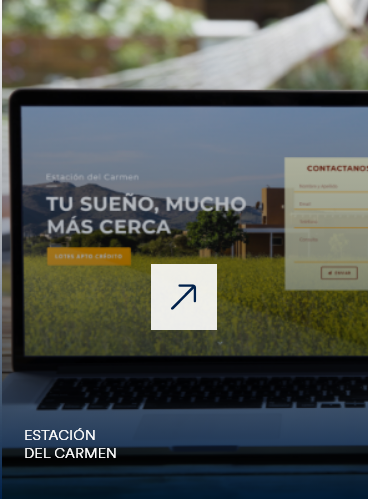 Estación del Carmen
TU SUEÑO, MUCHO
MÁS CERCA
LOTES APTO CRÉDITO
CONTACTANOS
Nombre y Apellido
Email
Teléfono
Consulta
ENVIAR
ESTACIÓN
DEL CARMEN